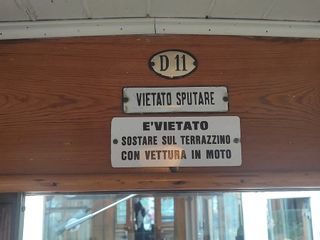 D 11
VIETATO SPUTARE
E'VIETATO
SOSTARE SUL TERRAZZINO
CON VETTURA IN MOTO